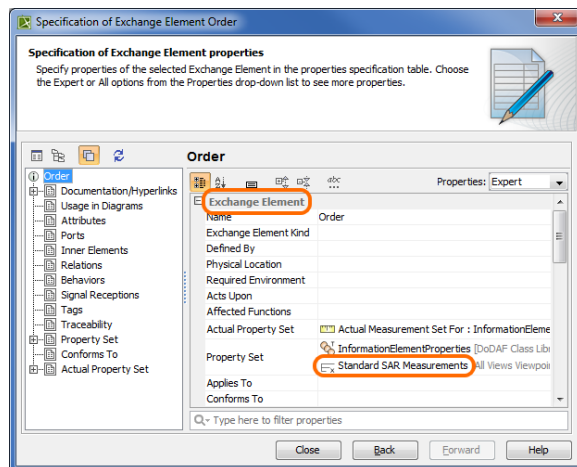 Specification of Exchange Element Order
Specification of Exchange Element properties
Specify properties of the selected Exchange Element in the properties specification table. Choose
the Expert or All options from the Properties drop-down list to see more properties.
Order
Order
Documentation/Hyperlinks
Usage in Diagrams
Attributes
Ports
Inner Elements
Relations
Behaviors
Signal Receptions
Tags
Traceability
Property Set
Conforms To
Actual Property Set
Properties: Expert
Exchange Element
Name Order
Exchange Element Kind
Defined By
Physical Location
Required Environment
Acts Upon
Affected Functions
Actual Property Set Actual Measurement Set For : InformationEleme
Property Set InformationElementProperties [DoDAF Class Libr
Standard SAR Measurements [All Views Viewpoi
Applies To
Conforms To
Type here to filter properties
Close Back Forward Help